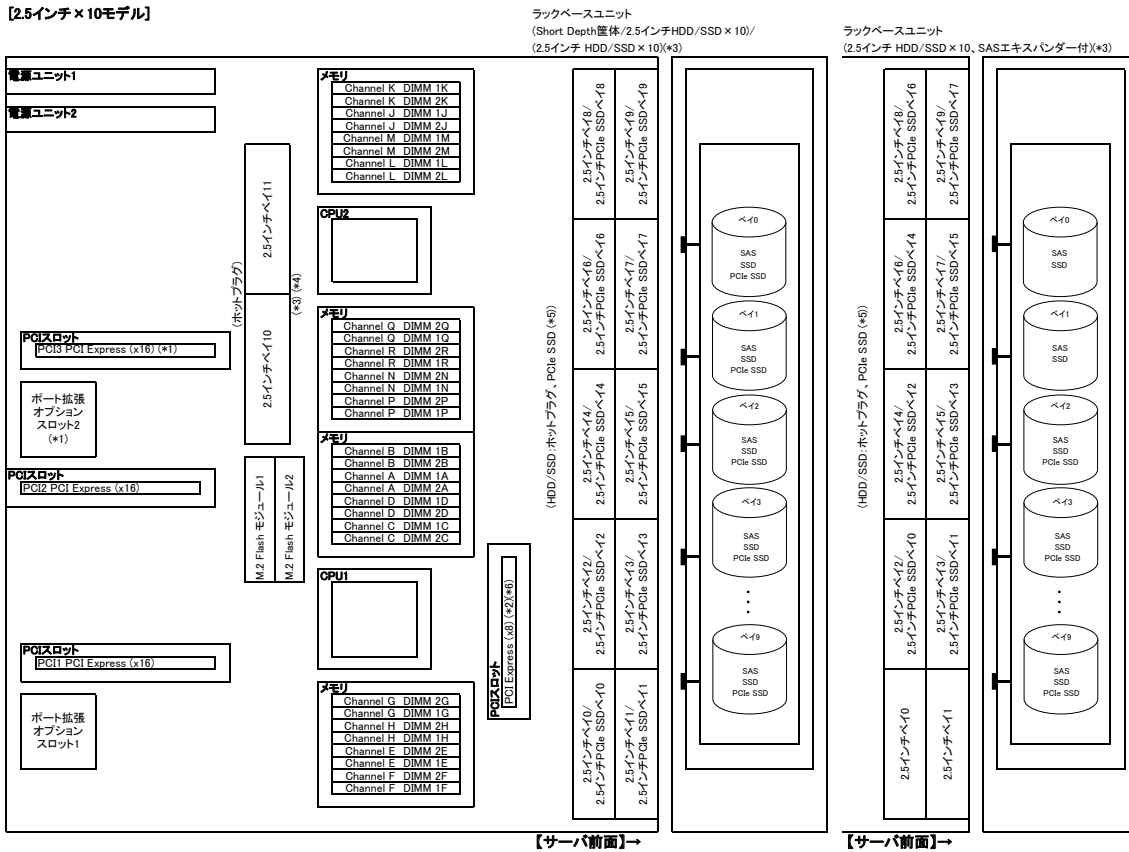 [2.5インチ×10モデル]
ラックベースユニット
(Short Depth筐体/2.5インチHDD/SSD×10)/
(2.5インチ HDD/SSD×10)(*3)
ラックベースユニット
(2.5インチ HDD/SSD×10、SASエキスパンダー付)(*3)
電源ユニット1
電源ユニット2
PCIスロット
PCI3 PCI Express (x16) (*1)
ポート拡張
オプション
スロット2
(*1)
PCIスロット
PCI2 PCI Express (x16)
PCIスロット
PCI1 PCI Express (x16)
ポート拡張
オプション
スロット1
(ホットプラグ)
2.5インチベイ11
2.5インチベイ10
(*3) (*4)
M.2 Flash モジュール1
M.2 Flash モジュール2
メモリ
Channel K DIMM 1K
Channel K DIMM 2K
Channel J DIMM 1J
Channel J DIMM 2J
Channel M DIMM 1M
Channel M DIMM 2M
Channel L DIMM 1L
Channel L DIMM 2L
CPU2
メモリ
Channel Q DIMM 2Q
Channel Q DIMM 1Q
Channel R DIMM 2R
Channel R DIMM 1R
Channel N DIMM 2N
Channel N DIMM 1N
Channel P DIMM 2P
Channel P DIMM 1P
メモリ
Channel B DIMM 1B
Channel B DIMM 2B
Channel A DIMM 1A
Channel A DIMM 2A
Channel D DIMM 1D
Channel D DIMM 2D
Channel C DIMM 1C
Channel C DIMM 2C
CPU1
メモリ
Channel G DIMM 2G
Channel G DIMM 1G
Channel H DIMM 2H
Channel H DIMM 1H
Channel E DIMM 2E
Channel E DIMM 1E
Channel F DIMM 2F
Channel F DIMM 1F
PCIスロット
PCI Express (x8) (*2)(*6)
(HDD/SSD:ホットプラグ、PCIe SSD (*5)
2.5インチベイ8/
2.5インチPCIe SSDベイ8
2.5インチベイ9/
2.5インチPCIe SSDベイ9
2.5インチベイ6/
2.5インチPCIe SSDベイ6
2.5インチベイ7/
2.5インチPCIe SSDベイ7
2.5インチベイ4/
2.5インチPCIe SSDベイ4
2.5インチベイ5/
2.5インチPCIe SSDベイ5
2.5インチベイ2/
2.5インチPCIe SSDベイ2
2.5インチベイ3/
2.5インチPCIe SSDベイ3
2.5インチベイ0/
2.5インチPCIe SSDベイ0
2.5インチベイ1/
2.5インチPCIe SSDベイ1
ベイ0
SAS
SSD
PCIe SSD
ベイ1
SAS
SSD
PCIe SSD
ベイ2
SAS
SSD
PCIe SSD
ベイ3
SAS
SSD
PCIe SSD
・・・
ベイ9
SAS
SSD
PCIe SSD
【サーバ前面】→
(HDD/SSD:ホットプラグ、PCIe SSD (*5)
2.5インチベイ8/
2.5インチPCIe SSDベイ6
2.5インチベイ9/
2.5インチPCIe SSDベイ7
2.5インチベイ6/
2.5インチPCIe SSDベイ4
2.5インチベイ7/
2.5インチPCIe SSDベイ5
2.5インチベイ4/
2.5インチPCIe SSDベイ2
2.5インチベイ5/
2.5インチPCIe SSDベイ3
2.5インチベイ2/
2.5インチPCIe SSDベイ0
2.5インチベイ3/
2.5インチPCIe SSDベイ1
2.5インチベイ0
2.5インチベイ1
ベイ0
SAS
SSD
ベイ1
SAS
SSD
ベイ2
SAS
SSD
PCIe SSD
ベイ3
SAS
SSD
PCIe SSD
・・・
ベイ9
SAS
SSD
PCIe SSD
【サーバ前面】→